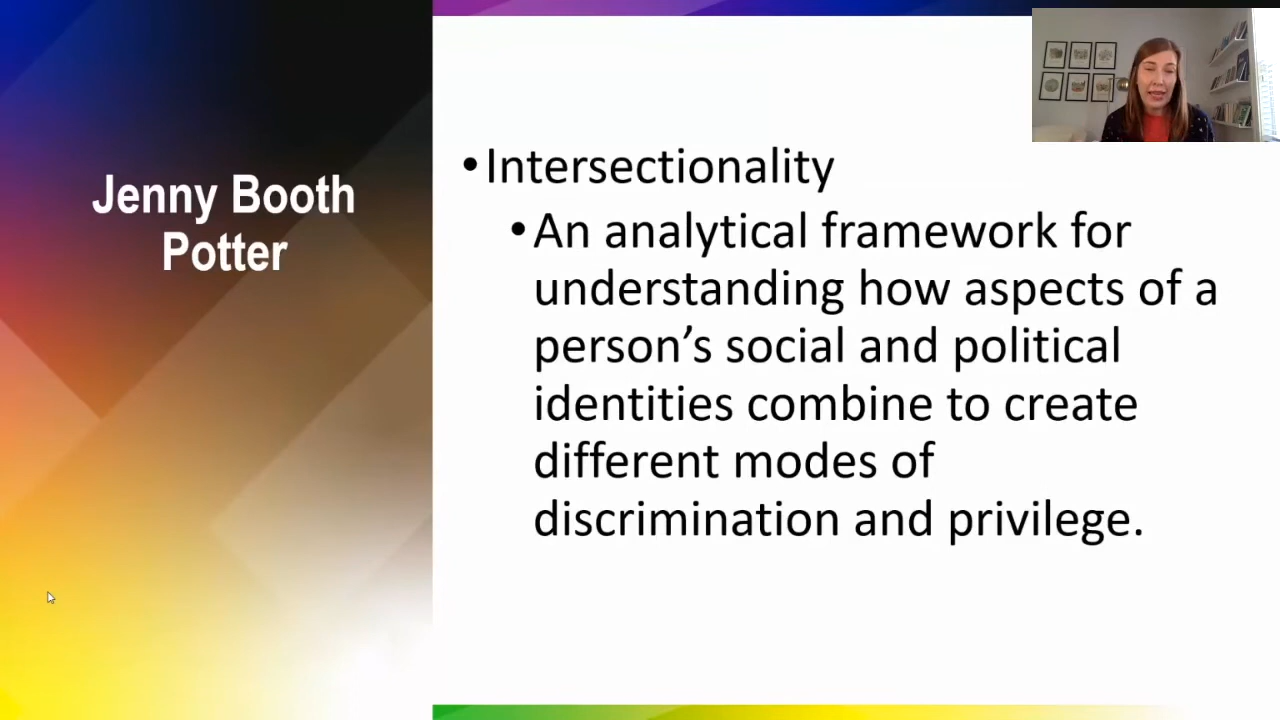 Jenny Booth
Potter
•Intersectionality
•An analytical framework for
understanding how aspects of a
person’s social and political
identities combine to create
different modes of
discrimination and privilege.